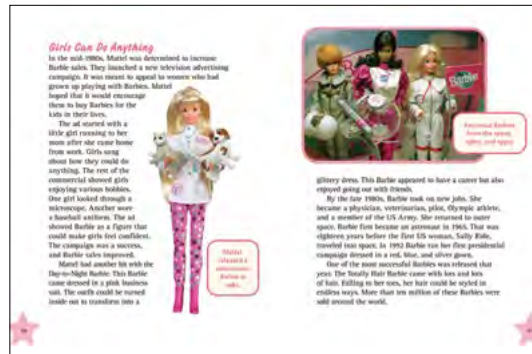 Girls Can Do Anything
In the mid-1980s, Mattel was determined to increase
Barbie sales. They launched a new television advertising
campaign. It was meant to appeal to women who had
grown up playing with Barbies. Mattel
hoped that it would encourage
them to buy Barbies for the
kids in their lives.
The ad started with a
little girl running to her
mom after she came home
from work. Girls sang
about how they could do
anything. The rest of the
commercial showed girls
enjoying various hobbies.
One girl looked through a
microscope. Another wore
a baseball uniform. The ad
showed Barbie as a figure that
could make girls feel confident.
The campaign was a success,
and Barbie sales improved.
Mattel had another hit with the
Day-to-Night Barbie. This Barbie
came dressed in a pink business
suit. The outfit could be turned
inside out to transform into a
Mattel
released a
veterinarian
Barbie in
Barbie
Astronaut Barbies
from the
glittery dress. This Barbie appeared to have a career but also
enjoyed going out with friends.
By the late 1980s, Barbie took on new jobs. She
became a physician, veterinarian, pilot, Olympic athlete,
and a member of the US Army. She returned to outer
space. Barbie first became an astronaut in 1965. That was
eighteen years before the first US woman, Sally Ride,
traveled into space. In 1992 Barbie ran her first presidential
campaign dressed in a red, blue, and silver gown.
One of the most successful Barbies was released that
year. The Totally Hair Barbie came with lots and lots
of hair. Falling to her toes, her hair could be styled in
endless ways. More than ten million of these Barbies were
sold around the world.